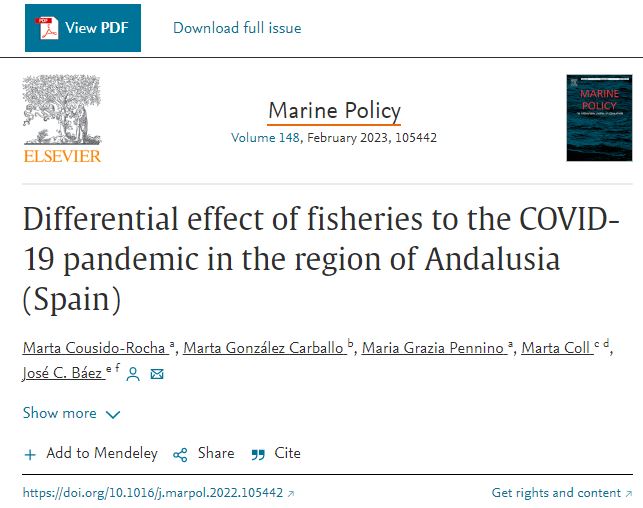 PDF View PDF Download full issue
ELSEVIER
Marine Policy
Volume 148, February 2023, 105442
MARINE
POLICY
Differential effect of fisheries to the COVID-
19 pandemic in the region of Andalusia
(Spain)
Marta Cousido-Rocha a, Marta González Carballo b, Maria Grazia Pennino a, Marta Coll c d,
José C. Báez e f
Show more
Add to Mendeley Share Cite
https://doi.org/10.1016/j.marpol.2022.105442 Get rights and content